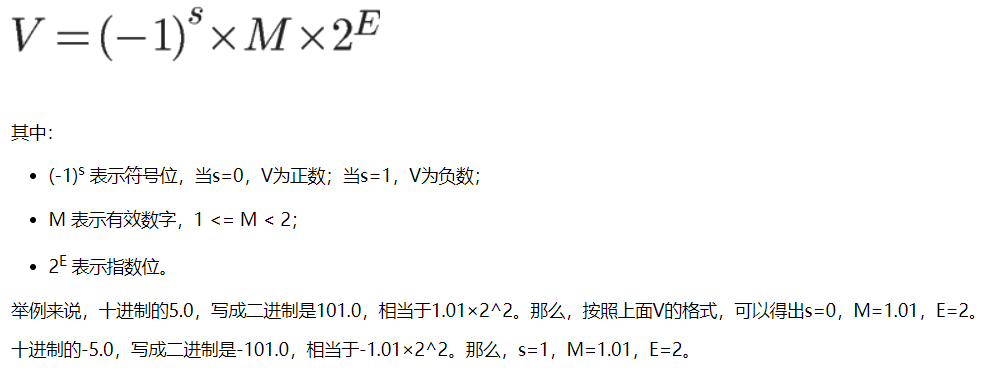 V = (−1)^s × M × 2^E
其中：
• (-1)^s 表示符号位，当s=0，V为正数；当s=1，V为负数；
• M 表示有效数字，1 <= M < 2；
• 2^E 表示指数位。
举例来说，十进制的5.0，写成二进制是101.0，相当于1.01×2^2。那么，按照上面V的格式，可以得出s=0，M=1.01，E=2。
十进制的-5.0，写成二进制是-101.0，相当于-1.01×2^2。那么，s=1，M=1.01，E=2。